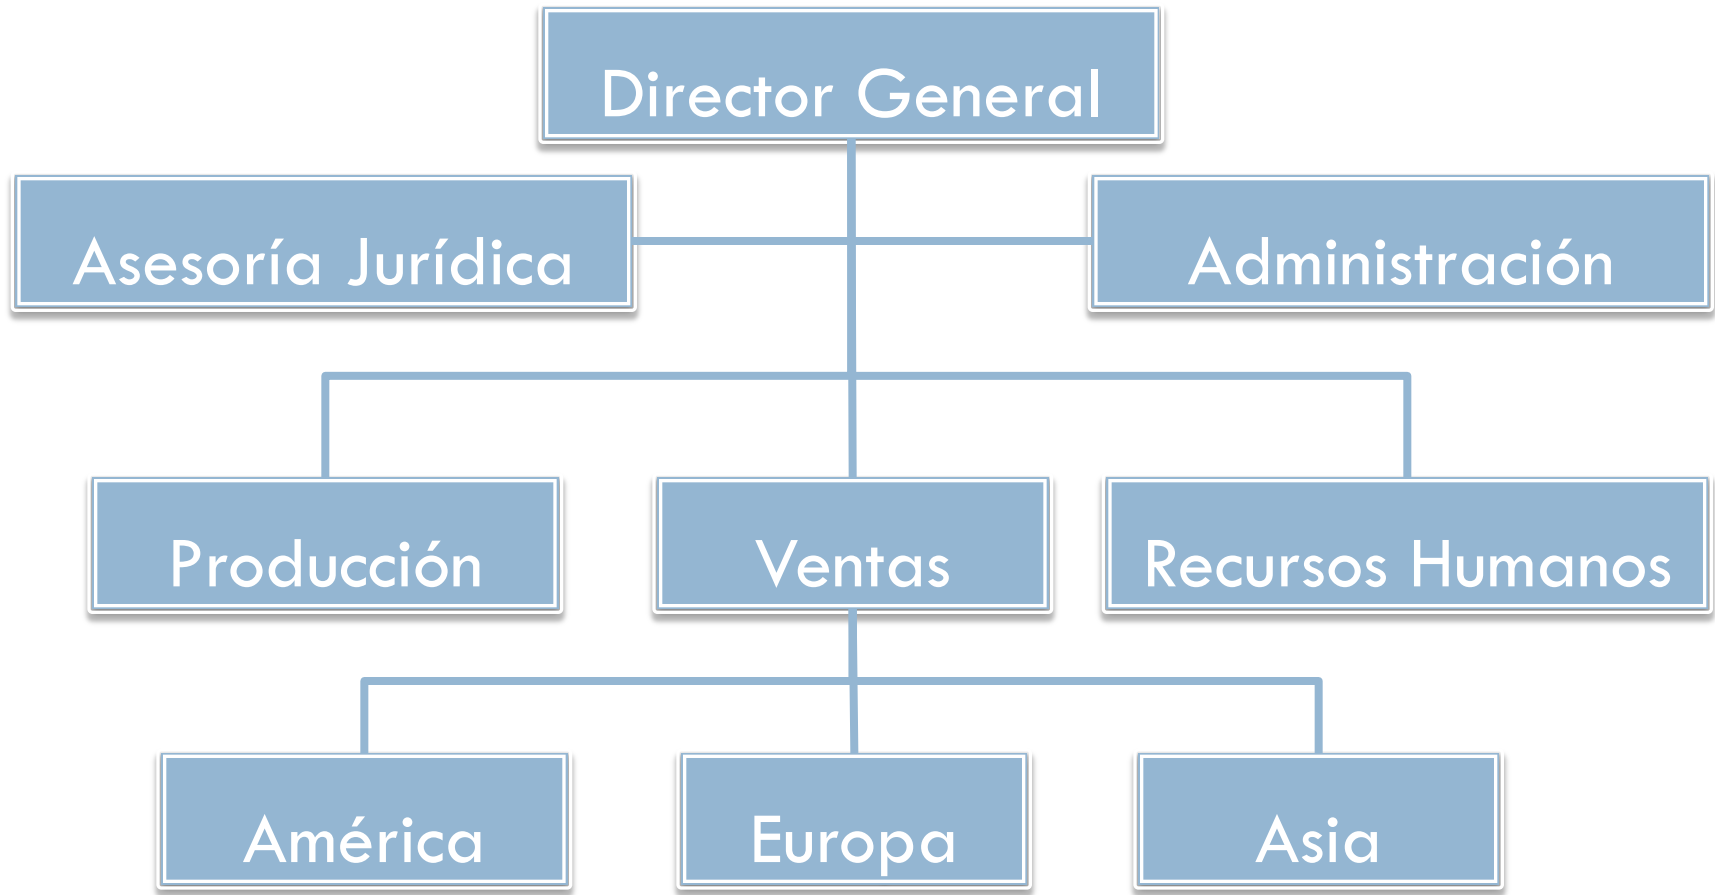 Director General
Asesoría Jurídica
Administración
Producción
Ventas
Recursos Humanos
América
Europa
Asia